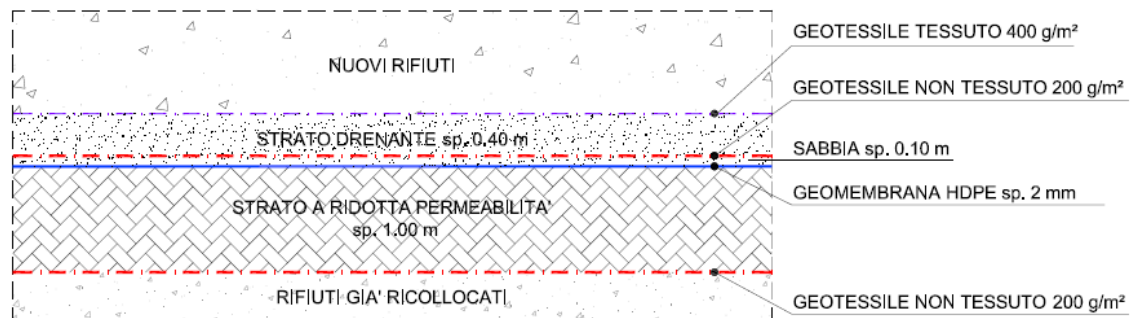 GEOTESSILE TESSUTO 400 g/m²
NUOVI RIFIUTI
GEOTESSILE NON TESSUTO 200 g/m²
STRATO DRENANTE sp. 0.40 m
SABBIA sp. 0.10 m
GEOMEMBRANA HDPE sp. 2 mm
STRATO A RIDOTTA PERMEABILITA'
sp. 1.00 m
RIFIUTI GIA' RICOLLOCATI
GEOTESSILE NON TESSUTO 200 g/m²